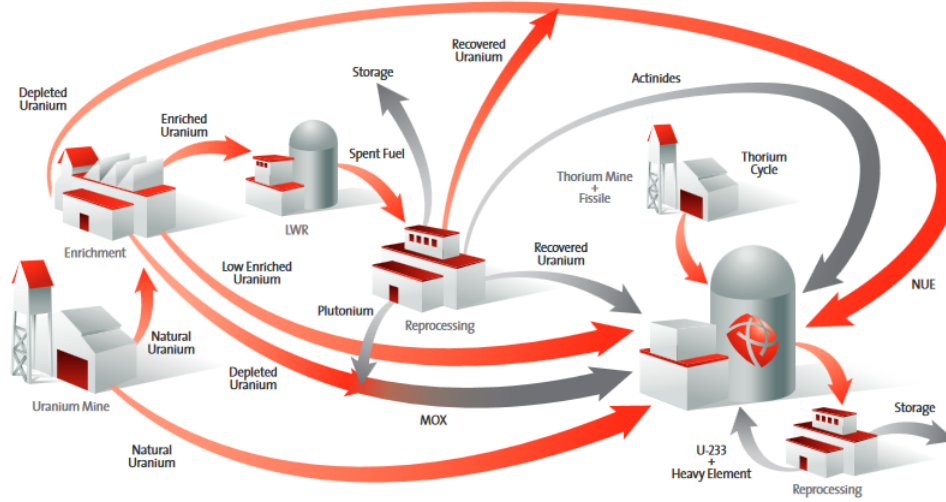 Recovered
Uranium
Storage
Actinides
Depleted
Uranium
Enriched
Uranium
Spent Fuel
Thorium
Cycle
Thorium Mine
+
Fissile
LWR
Enrichment
Recovered
Uranium
Low Enriched
Uranium
NUE
Plutonium
Reprocessing
Natural
Uranium
Depleted
Uranium
Uranium Mine
MOX
Storage
Natural
Uranium
U-233
+
Heavy Element
Reprocessing